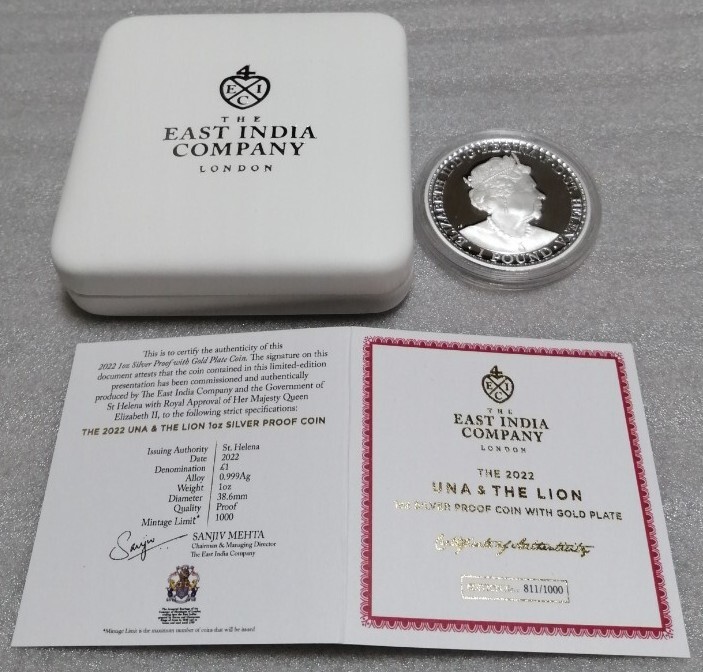 4
E I
C
THE
EAST INDIA
COMPANY
LONDON
ELIZABETH II · ST HELENA
· 1 POUND ·
This is to certify the authenticity of this
2022 1oz Silver Proof with Gold Plate Coin. The signature on this
document attests that the coin contained in this limited-edition
presentation has been commissioned and authentically
produced by The East India Company and the Government of
St Helena with Royal Approval of Her Majesty Queen
Elizabeth II, to the following strict specifications:
THE 2022 UNA & THE LION 1oz SILVER PROOF COIN
Issuing Authority St. Helena
Date 2022
Denomination £1
Alloy 0.999Ag
Weight 1oz
Diameter 38.6mm
Quality Proof
Mintage Limit* 1000
SANJIV MEHTA
Chairman & Managing Director
The East India Company
*Mintage Limit is the maximum number of coins that will be issued
4
E I
C
THE
EAST INDIA
COMPANY
LONDON
THE 2022
UNA & THE LION
1oz SILVER PROOF COIN WITH GOLD PLATE
Certificate of Authenticity
811/1000